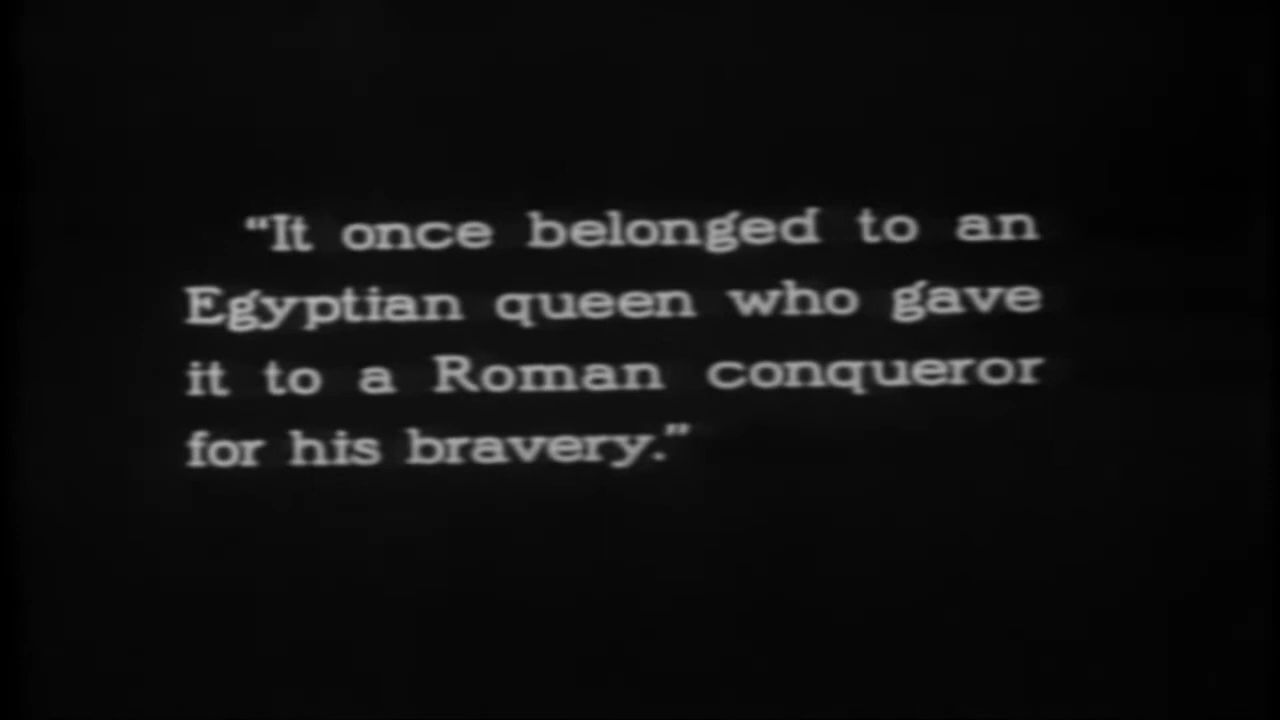 “It once belonged to an
Egyptian queen who gave
it to a Roman conqueror
for his bravery.”